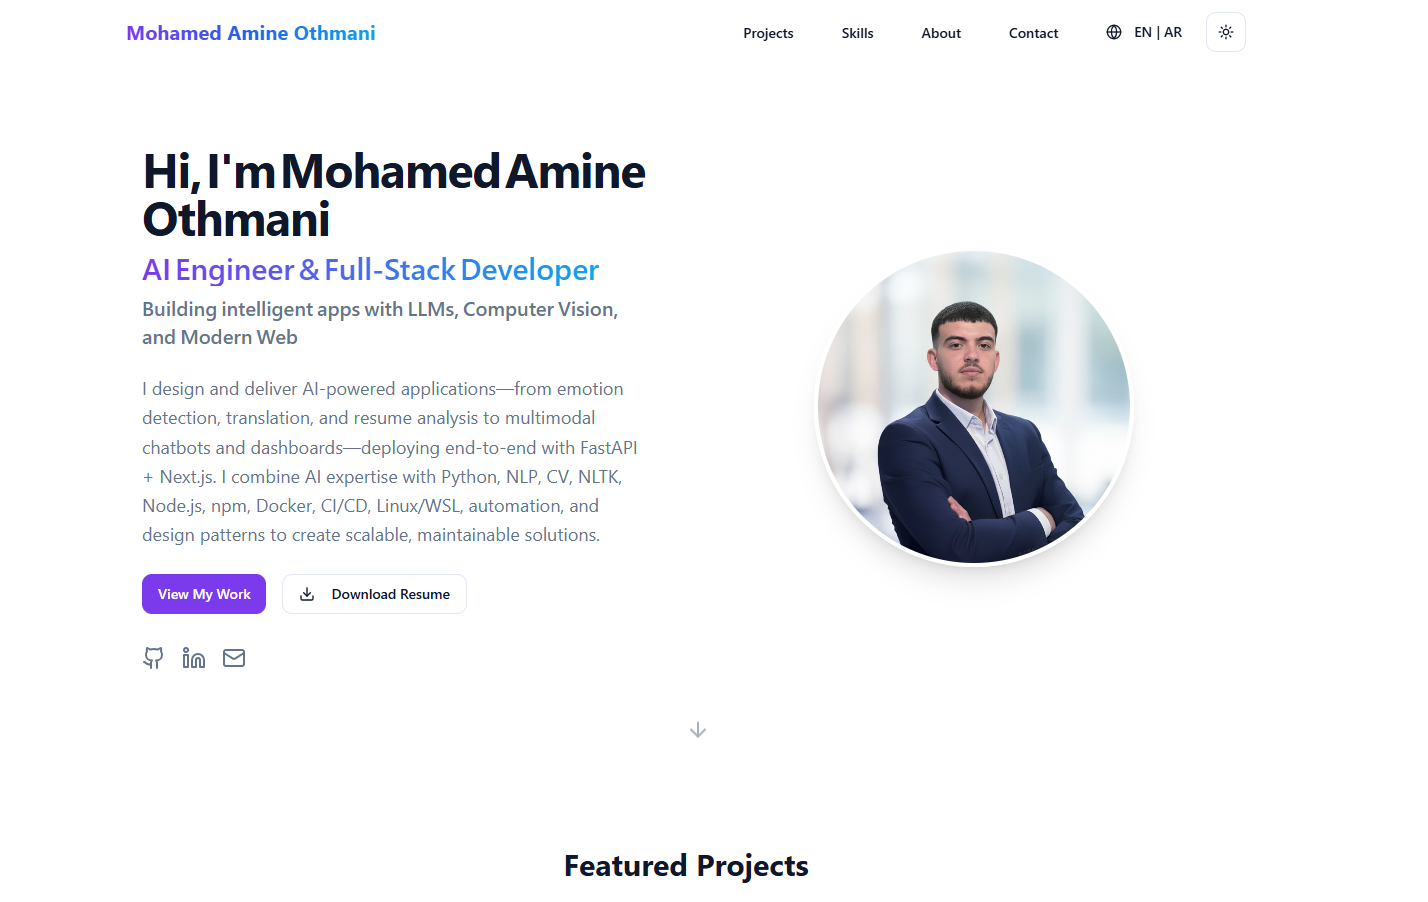 Mohamed Amine Othmani
Projects
Skills
About
Contact
EN | AR
Hi, I'm Mohamed Amine
Othmani
AI Engineer & Full-Stack Developer
Building intelligent apps with LLMs, Computer Vision,
and Modern Web
I design and deliver AI-powered applications—from emotion
detection, translation, and resume analysis to multimodal
chatbots and dashboards—deploying end-to-end with FastAPI
+ Next.js. I combine AI expertise with Python, NLP, CV, NLTK,
Node.js, npm, Docker, CI/CD, Linux/WSL, automation, and
design patterns to create scalable, maintainable solutions.
View My Work
Download Resume
Featured Projects